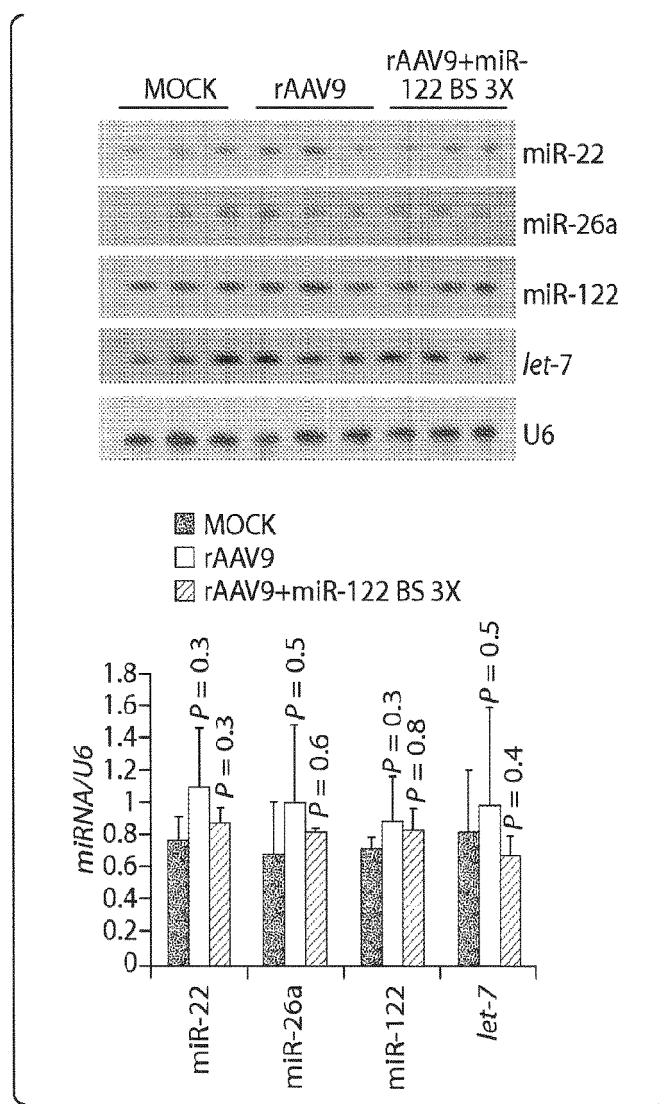 MOCK rAAV9 rAAV9+miR-
122 BS 3X
miR-22
miR-26a
miR-122
let-7
U6
MOCK
rAAV9
rAAV9+miR-122 BS 3X
miRNA/U6
1.8
1.6
1.4
1.2
1
0.8
0.6
0.4
0.2
0
P = 0.3
P = 0.3
P = 0.5
P = 0.6
P = 0.3
P = 0.8
P = 0.5
P = 0.4
miR-22
miR-26a
miR-122
let-7